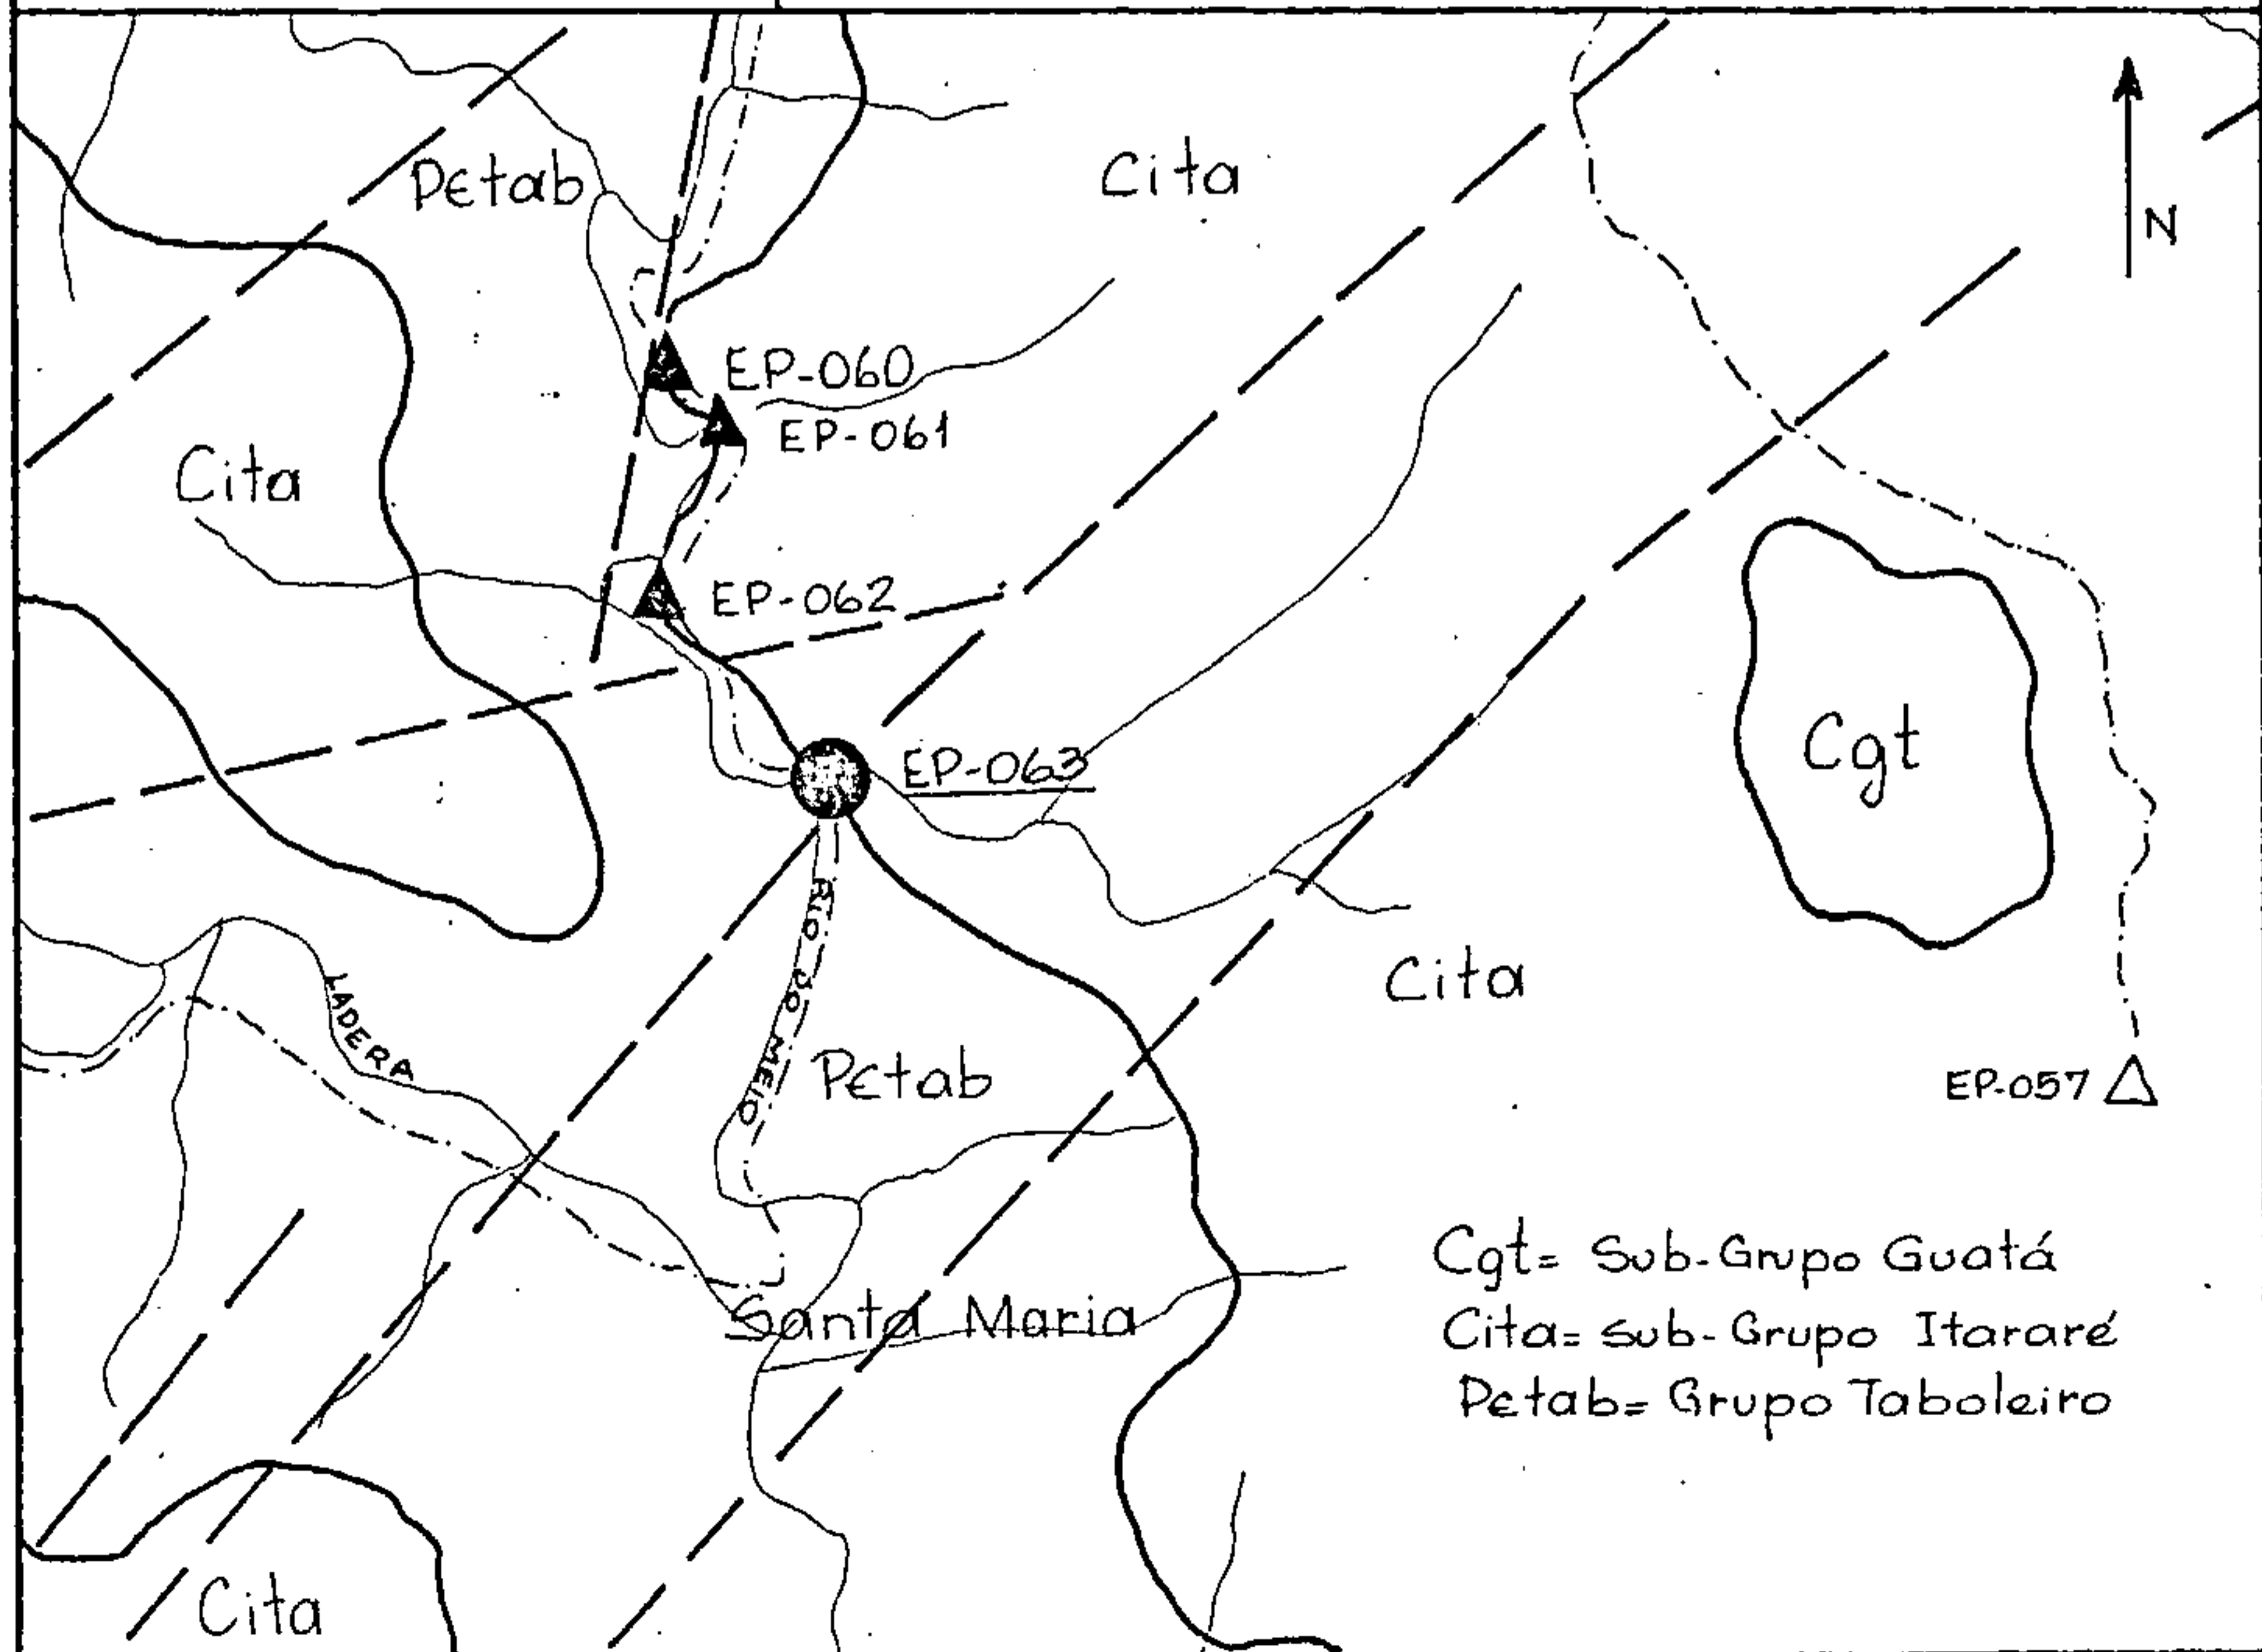 Petab
Cita
N
EP-060
EP-061
Cita
EP-062
Cgt
EP-063
RIO DO MEIO
Cita
LADERA
Petab
EP-057
Cgt= Sub-Grupo Guatá
Santa Maria
Cita= Sub-Grupo Itararé
Petab= Grupo Taboleiro
Cita